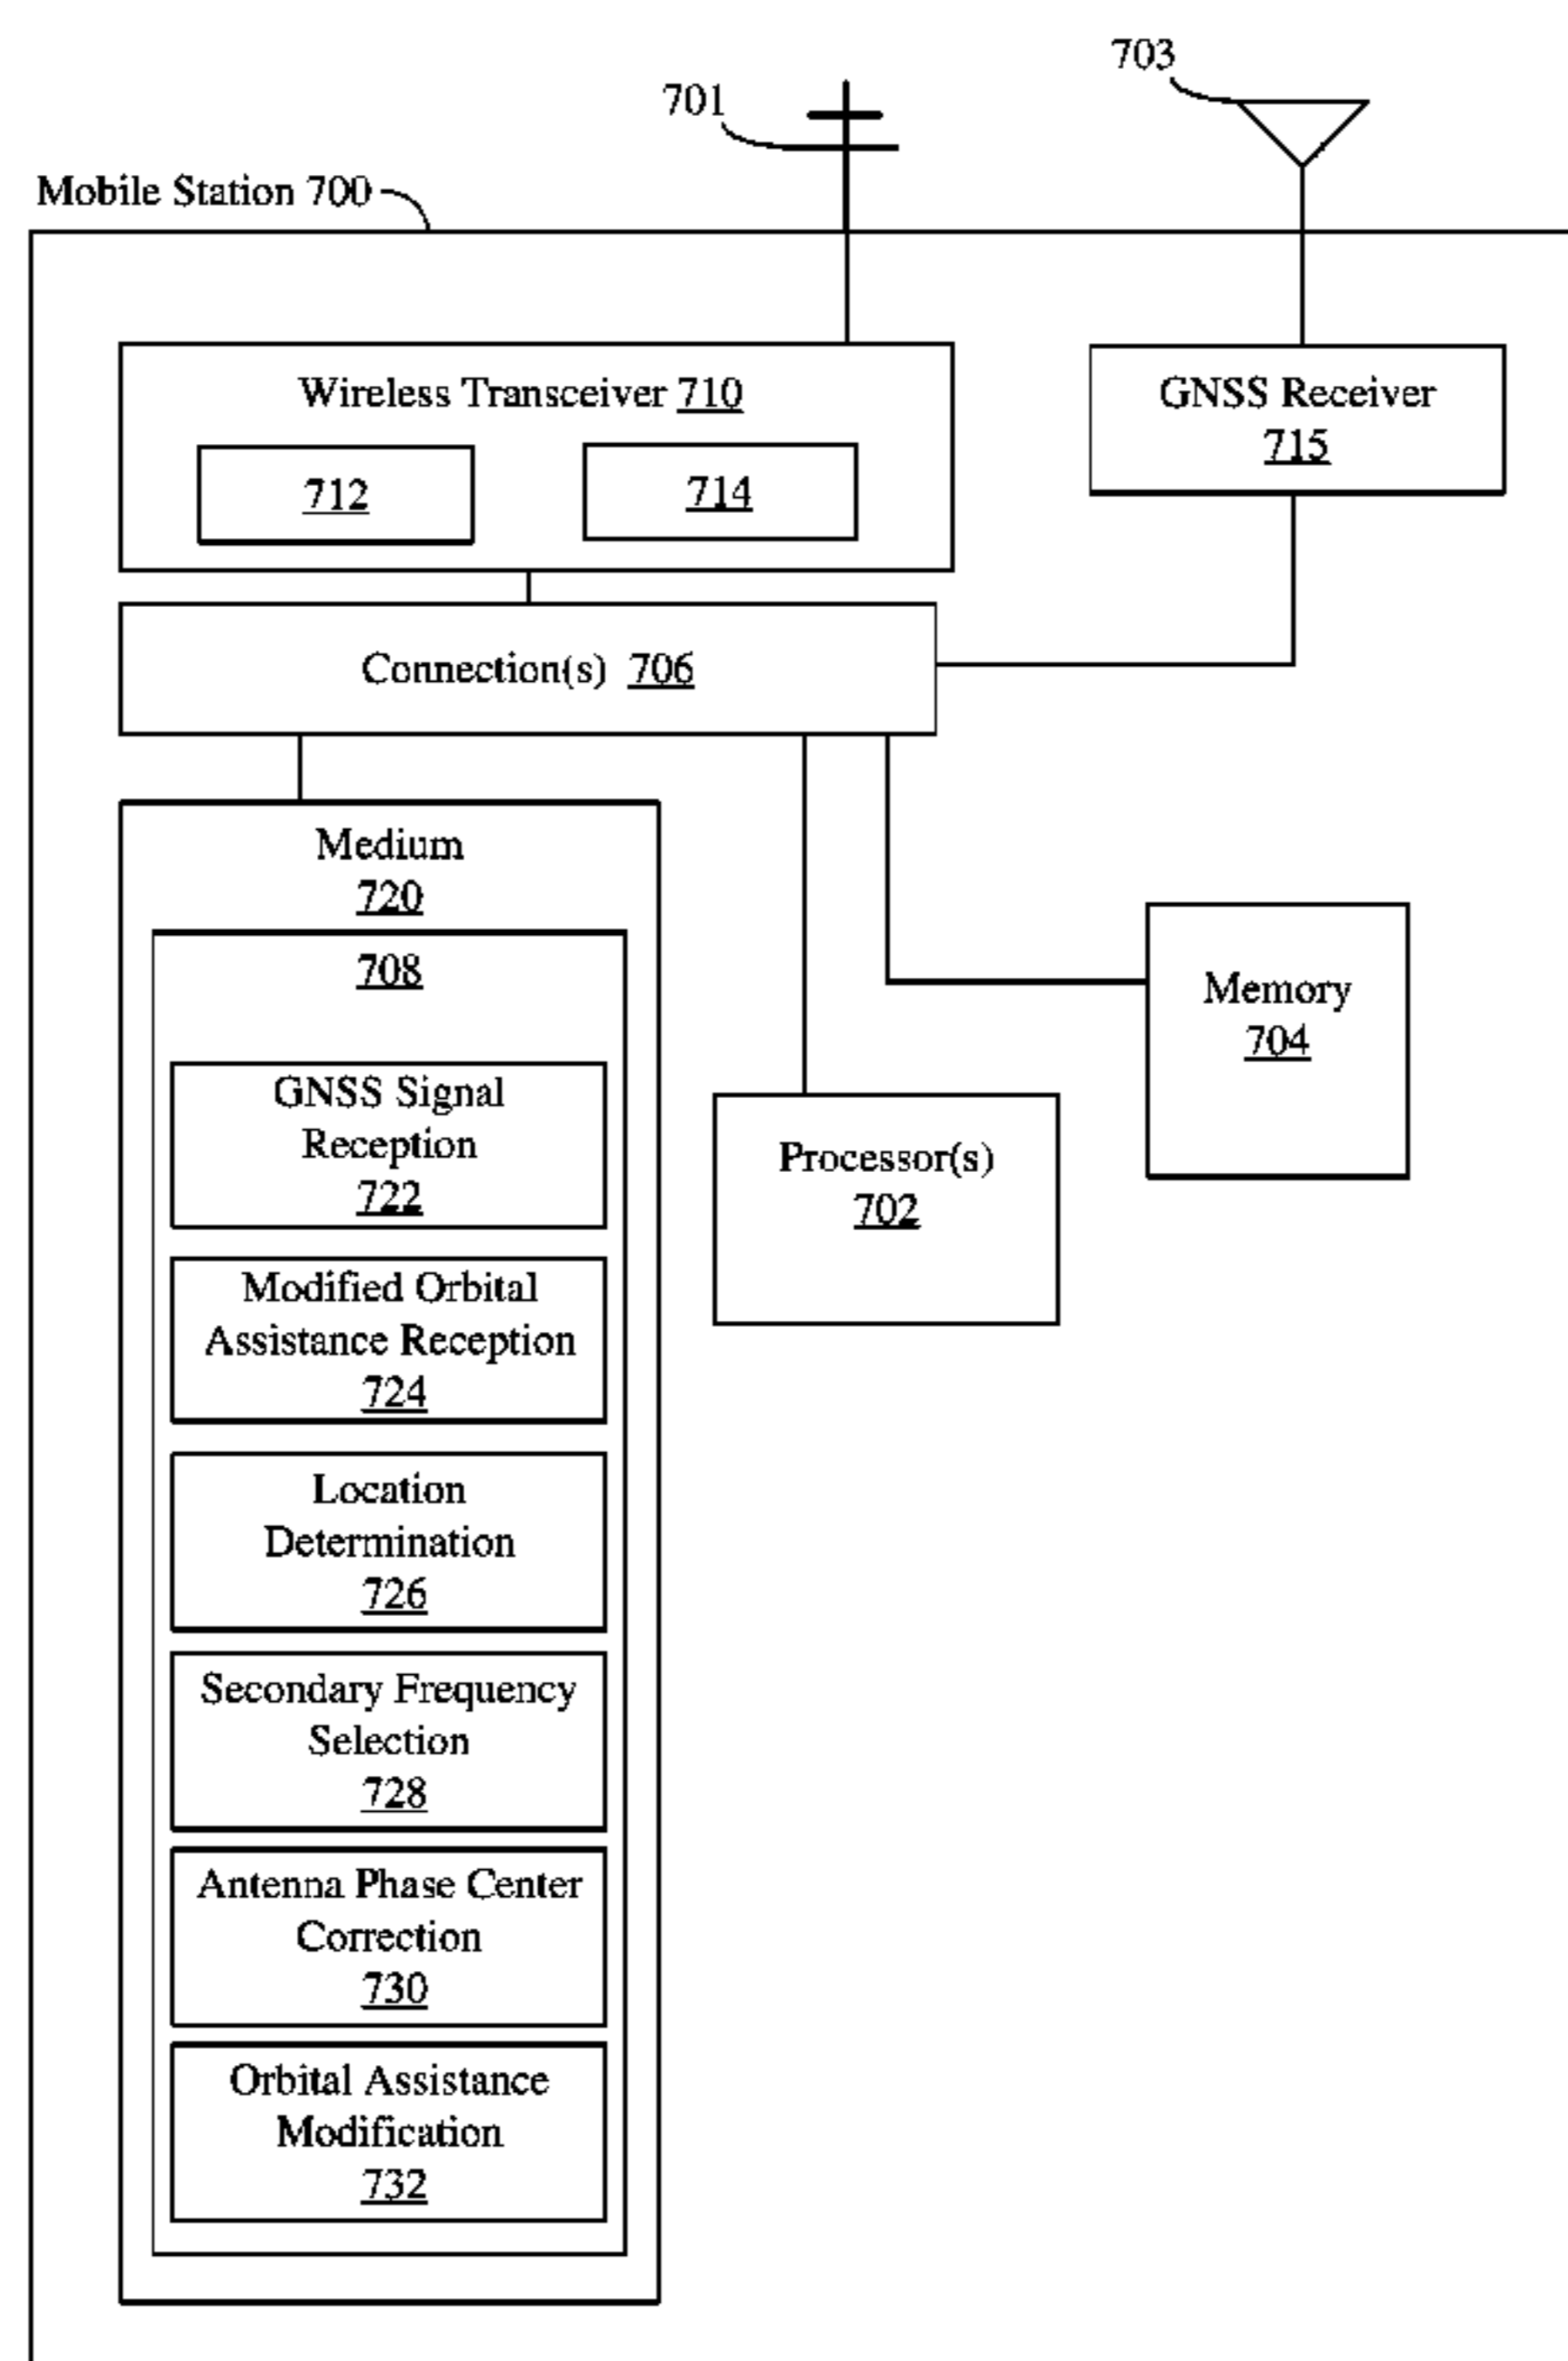 703
701
Mobile Station 700
Wireless Transceiver 710
712
714
GNSS Receiver
715
Connection(s) 706
Medium
720
708
GNSS Signal
Reception
722
Modified Orbital
Assistance Reception
724
Location
Determination
726
Secondary Frequency
Selection
728
Antenna Phase Center
Correction
730
Orbital Assistance
Modification
732
Processor(s)
702
Memory
704